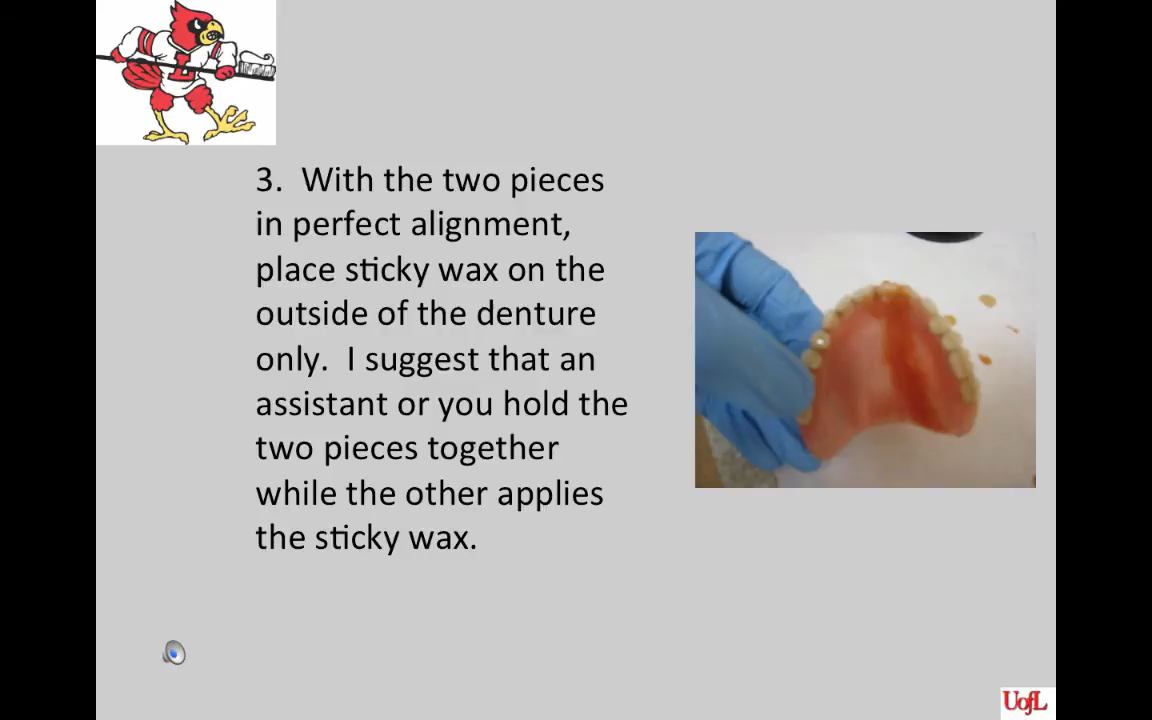 3. With the two pieces
in perfect alignment,
place sticky wax on the
outside of the denture
only. I suggest that an
assistant or you hold the
two pieces together
while the other applies
the sticky wax.
L
UofL